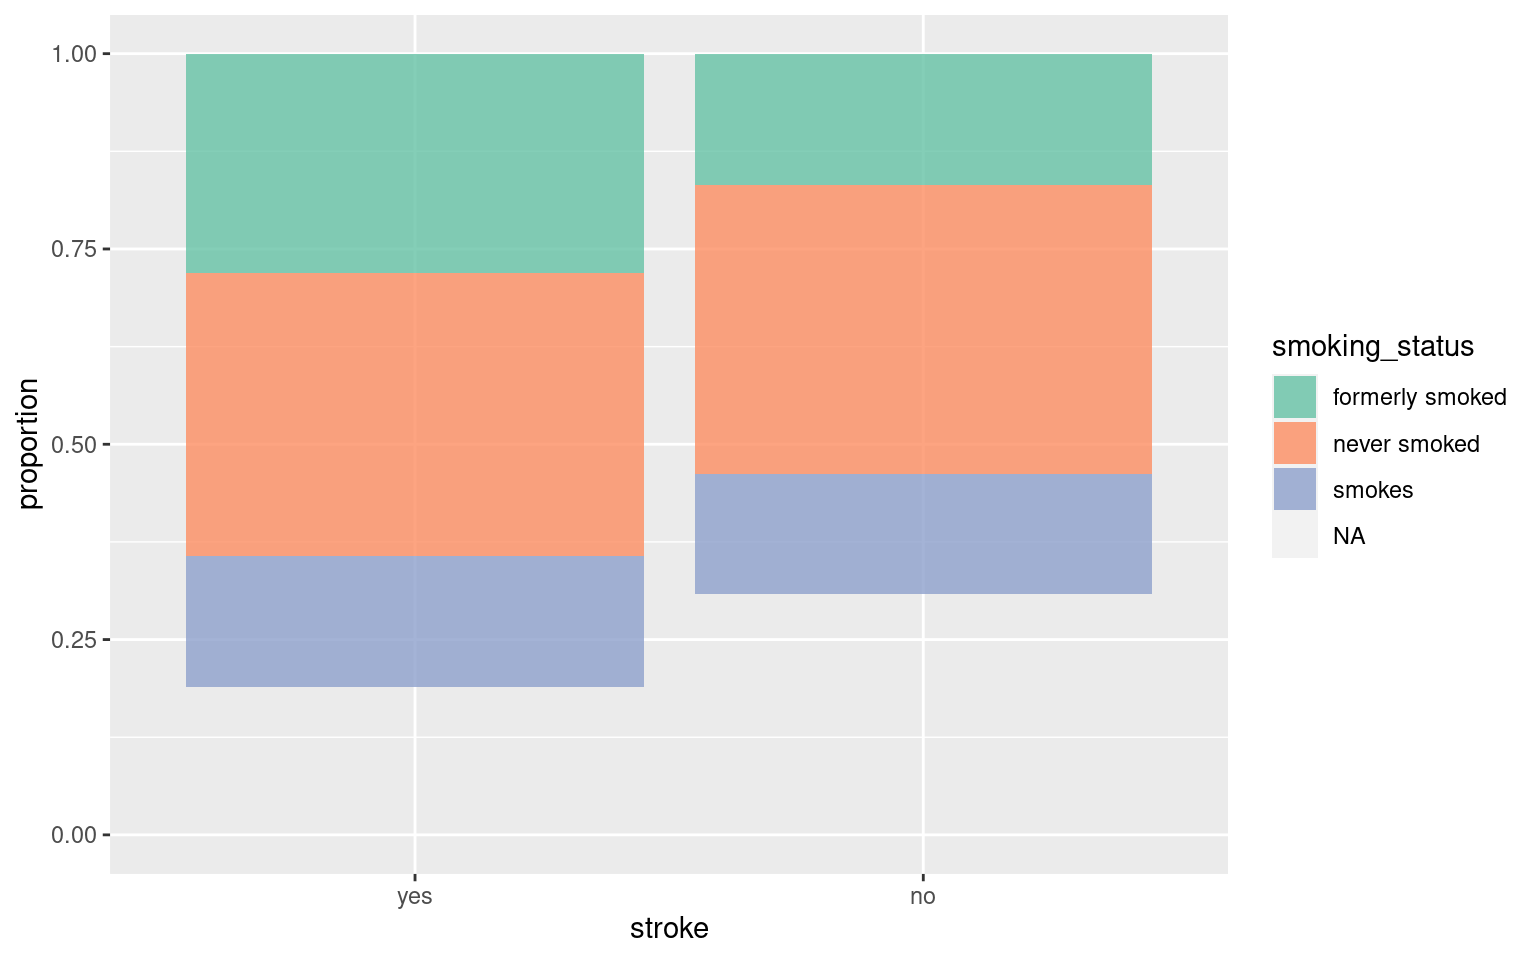 1.00
0.75
0.50
0.25
0.00
proportion
yes
no
stroke
smoking_status
formerly smoked
never smoked
smokes
NA